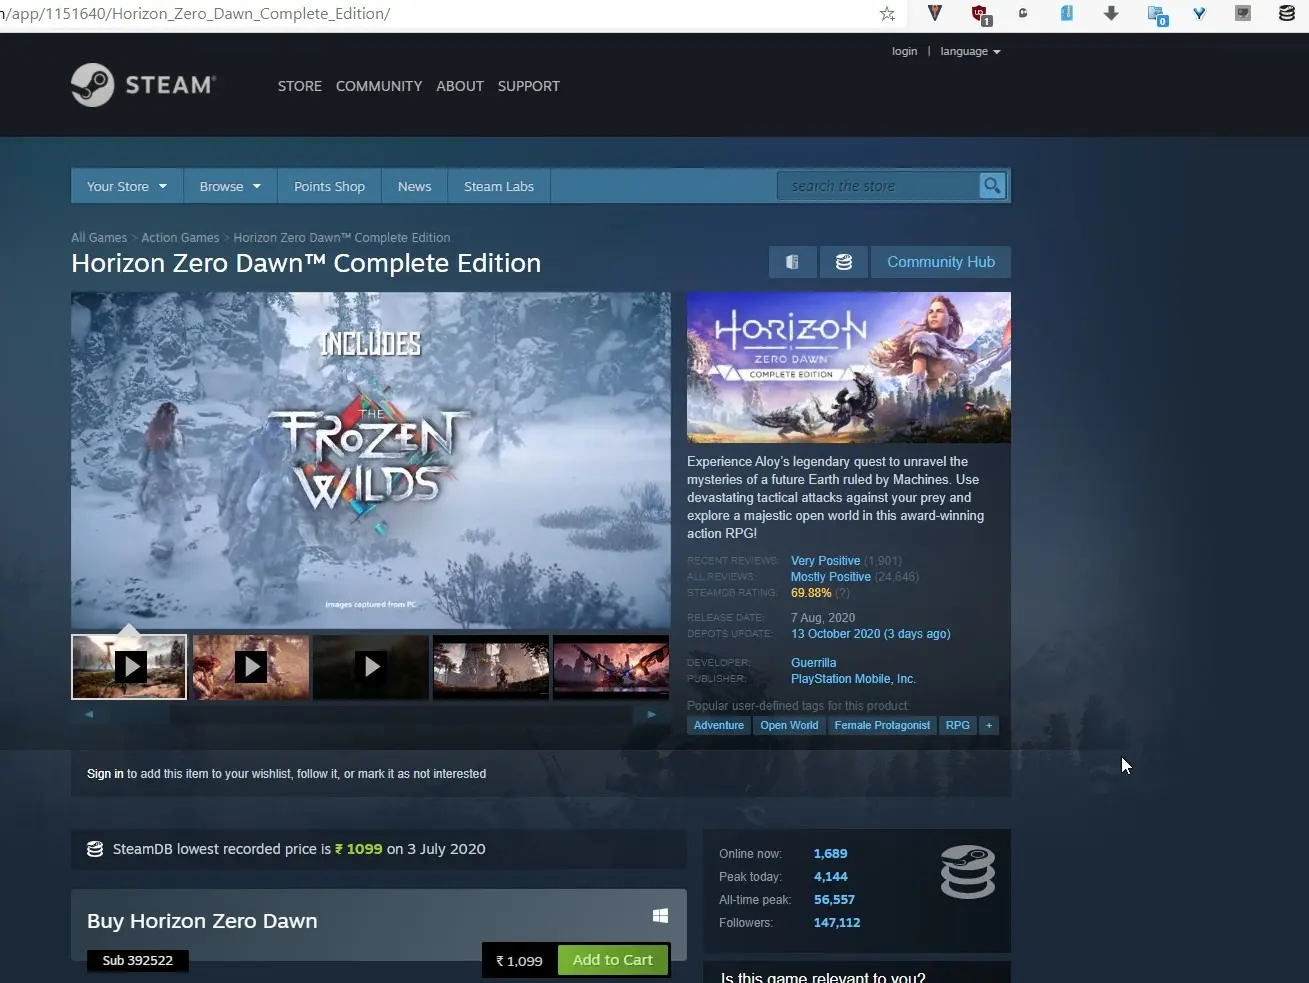 n/app/1151640/Horizon_Zero_Dawn_Complete_Edition/
1
0
login | language
STEAM®
STORE COMMUNITY ABOUT SUPPORT
Your Store Browse Points Shop News Steam Labs
search the store
All Games > Action Games > Horizon Zero Dawn™ Complete Edition
Horizon Zero Dawn™ Complete Edition
Community Hub
INCLUDES
THE
FROZEN
WILDS
Images captured from PC
HORIZON
ZERO DAWN
COMPLETE EDITION
Experience Aloy's legendary quest to unravel the
mysteries of a future Earth ruled by Machines. Use
devastating tactical attacks against your prey and
explore a majestic open world in this award-winning
action RPG!
RECENT REVIEWS: Very Positive (1,901)
ALL REVIEWS: Mostly Positive (24,646)
STEAMDB RATING: 69.88% (?)
RELEASE DATE: 7 Aug, 2020
DEPOTS UPDATE: 13 October 2020 (3 days ago)
DEVELOPER: Guerrilla
PUBLISHER: PlayStation Mobile, Inc.
Popular user-defined tags for this product:
Adventure Open World Female Protagonist RPG +
Sign in to add this item to your wishlist, follow it, or mark it as not interested
SteamDB lowest recorded price is ₹ 1099 on 3 July 2020
Buy Horizon Zero Dawn
Sub 392522
₹ 1,099 Add to Cart
Online now: 1,689
Peak today: 4,144
All-time peak: 56,557
Followers: 147,112
Is this game relevant to you?